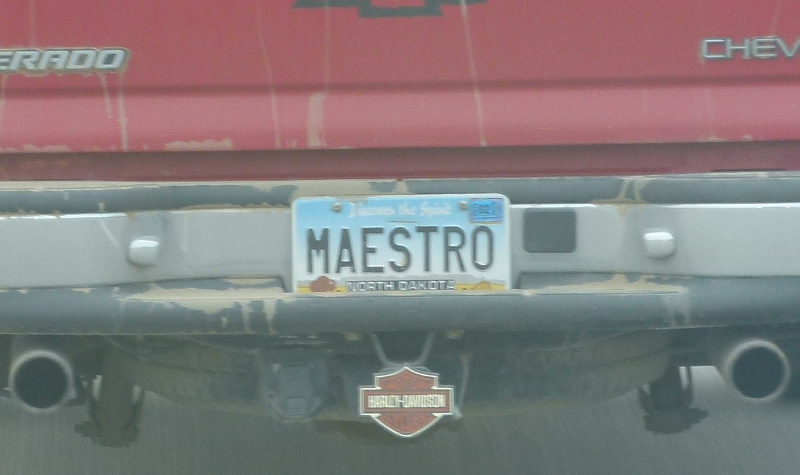 ERADO
CHEV
Discover the Spirit
MAESTRO
NORTH DAKOTA
HARLEY-DAVIDSON